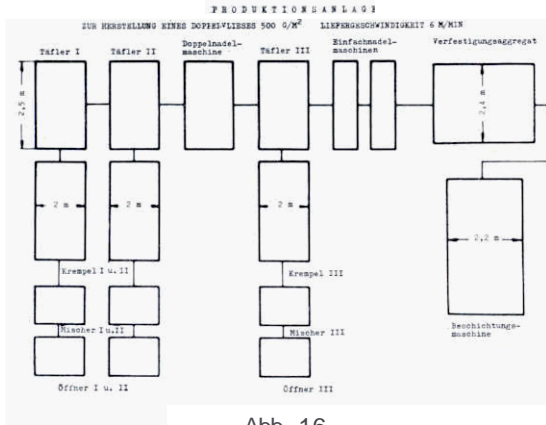 PRODUKTIONSANLAGE
ZUR HERSTELLUNG EINES DOPPEL-VLIESES 500 G/M² LIEFERGESCHWINDIGKEIT 6 M/MIN
Täfler I Täfler II Doppelnadel-maschine Täfler III Einfachnadel-maschinen Verfestigungsaggregat
2,5 m
2,4 m
2 m 2 m 2 m
2,2 m
Krempel I u. II Krempel III
Mischer I u.II Mischer III
Beschichtungs-
maschine
Öffner I u. II Öffner III
Abb. 16